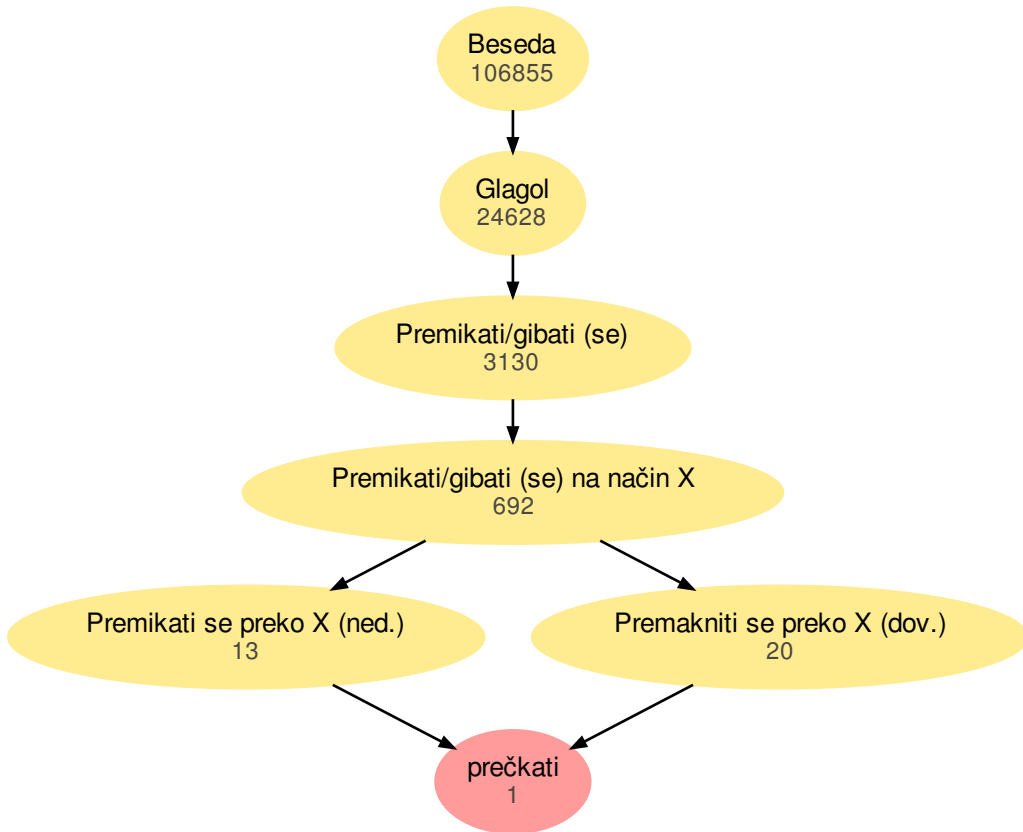 Beseda
106855
Glagol
24628
Premikati/gibati (se)
3130
Premikati/gibati (se) na način X
692
Premikati se preko X (ned.)
13
Premakniti se preko X (dov.)
20
prečkati
1